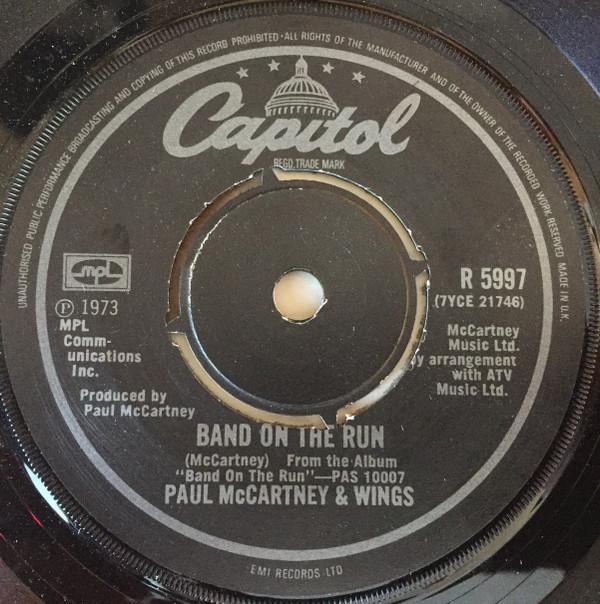 UNAUTHORISED PUBLIC PERFORMANCE BROADCASTING AND COPYING OF THIS RECORD PROHIBITED·ALL RIGHTS OF THE MANUFACTURER AND OF THE OWNER OF THE RECORDED WORK RESERVED MADE IN U.K.
Capitol
REGD. TRADE MARK
mpl
Ⓟ 1973
MPL
Comm-
unications
Inc.
Produced by
Paul McCartney
R 5997
(7YCE 21746)
McCartney
Music Ltd.
y arrangement
with ATV
Music Ltd.
BAND ON THE RUN
(McCartney) From the Album
"Band On The Run"—PAS 10007
PAUL McCARTNEY & WINGS
EMI RECORDS LTD